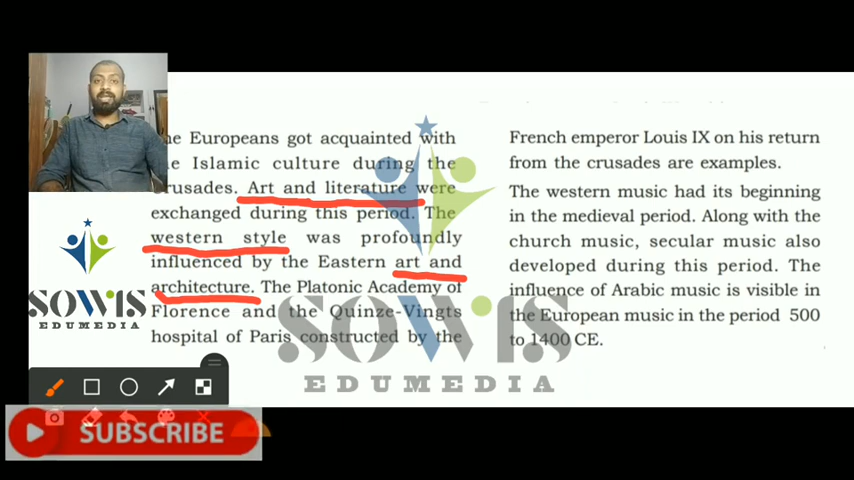 he Europeans got acquainted with
e Islamic culture during the
rusades. Art and literature were
exchanged during this period. The
western style was profoundly
influenced by the Eastern art and
architecture. The Platonic Academy of
Florence and the Quinze-Vingts
hospital of Paris constructed by the
French emperor Louis IX on his return
from the crusades are examples.
The western music had its beginning
in the medieval period. Along with the
church music, secular music also
developed during this period. The
influence of Arabic music is visible in
the European music in the period 500
to 1400 CE.
SOWIS
EDUMEDIA
SOWIS
EDUMEDIA
SUBSCRIBE